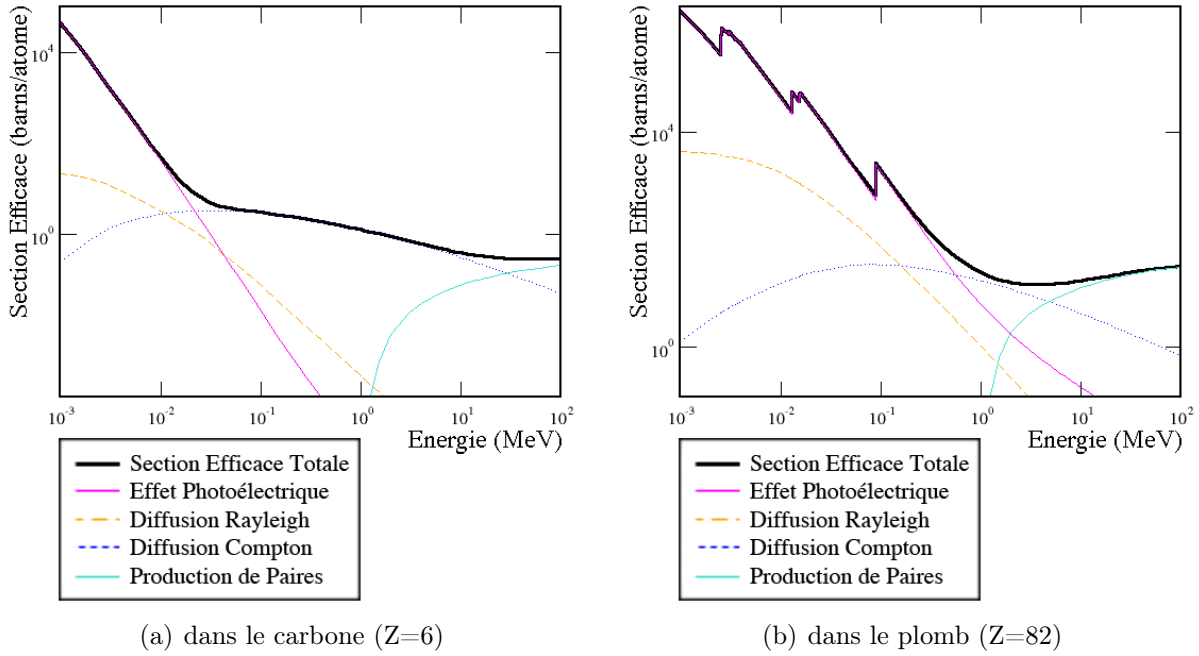 Section Efficace (barns/atome)
10^4
10^0
10^-3 10^-2 10^-1 10^0 10^1 10^2
Energie (MeV)
Section Efficace Totale
Effet Photoélectrique
Diffusion Rayleigh
Diffusion Compton
Production de Paires
(a) dans le carbone (Z=6)
Section Efficace (barns/atome)
10^4
10^0
10^-3 10^-2 10^-1 10^0 10^1 10^2
Energie (MeV)
Section Efficace Totale
Effet Photoélectrique
Diffusion Rayleigh
Diffusion Compton
Production de Paires
(b) dans le plomb (Z=82)